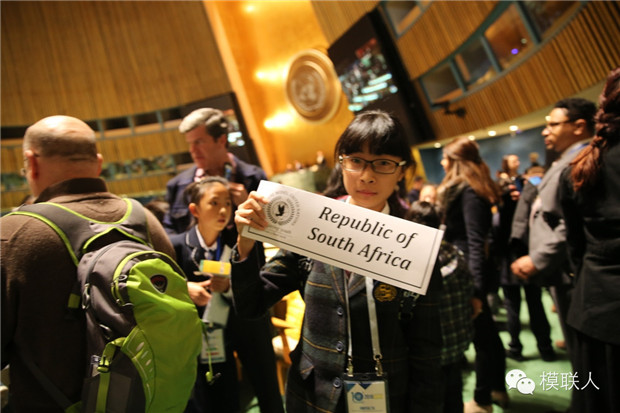 Republic of
South Africa
模联人